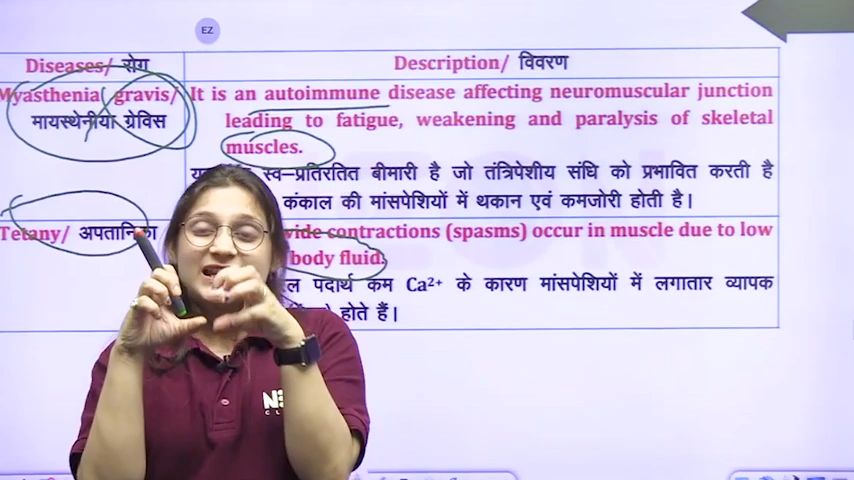 EZ
Diseases/ रोग
Description/ विवरण
Myasthenia gravis/
मायस्थेनीया ग्रेविस
It is an autoimmune disease affecting neuromuscular junction
leading to fatigue, weakening and paralysis of skeletal
muscles.
स्व–प्रतिरतित बीमारी है जो तंत्रिपेशीय संधि को प्रभावित करती है
कंकाल की मांसपेशियों में थकान एवं कमजोरी होती है।
Tetany/ अपतानिका
wide contractions (spasms) occur in muscle due to low
body fluid.
पदार्थ कम Ca²⁺ के कारण मांसपेशियों में लगातार व्यापक
होते हैं।